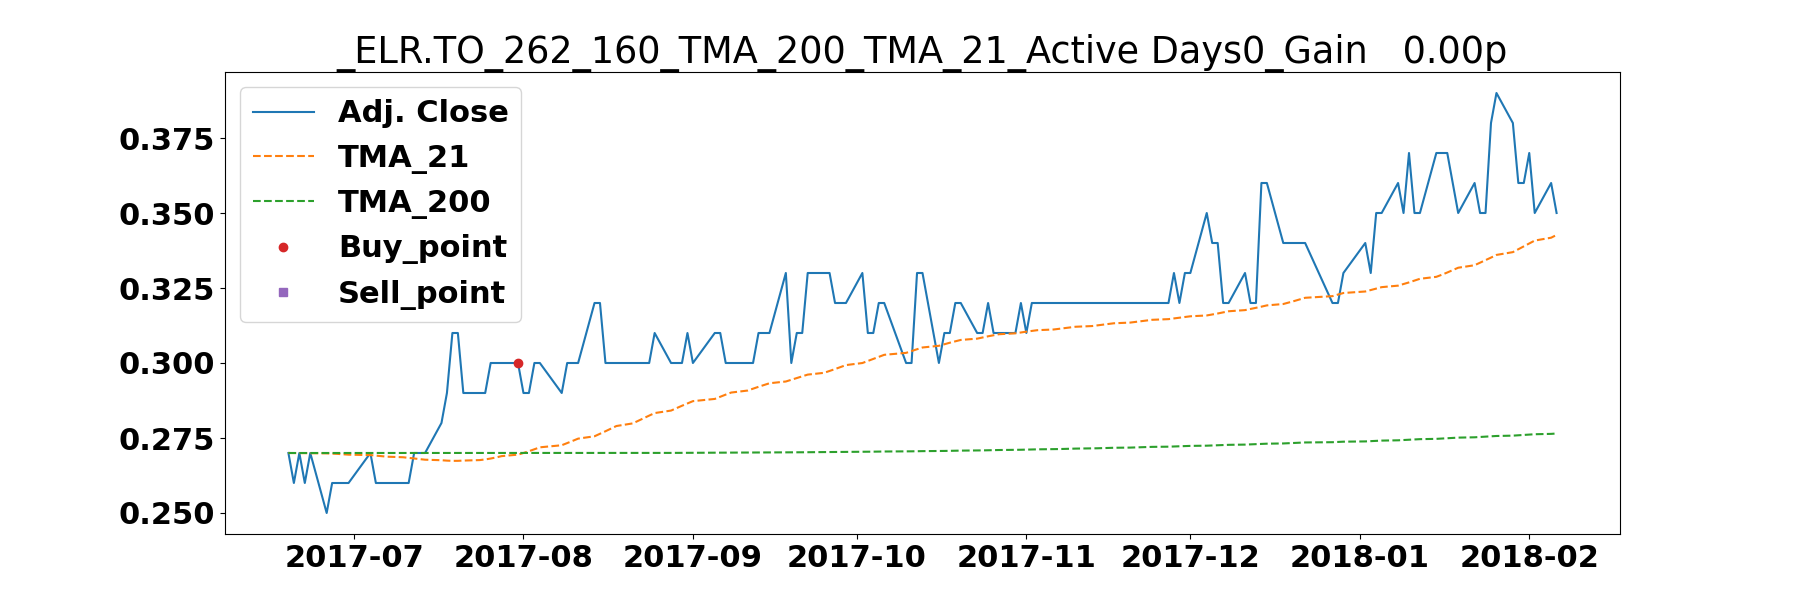 _ELR.TO_262_160_TMA_200_TMA_21_Active Days0_Gain   0.00p
Adj. Close
TMA_21
TMA_200
Buy_point
Sell_point
0.375
0.350
0.325
0.300
0.275
0.250
2017-07 2017-08 2017-09 2017-10 2017-11 2017-12 2018-01 2018-02